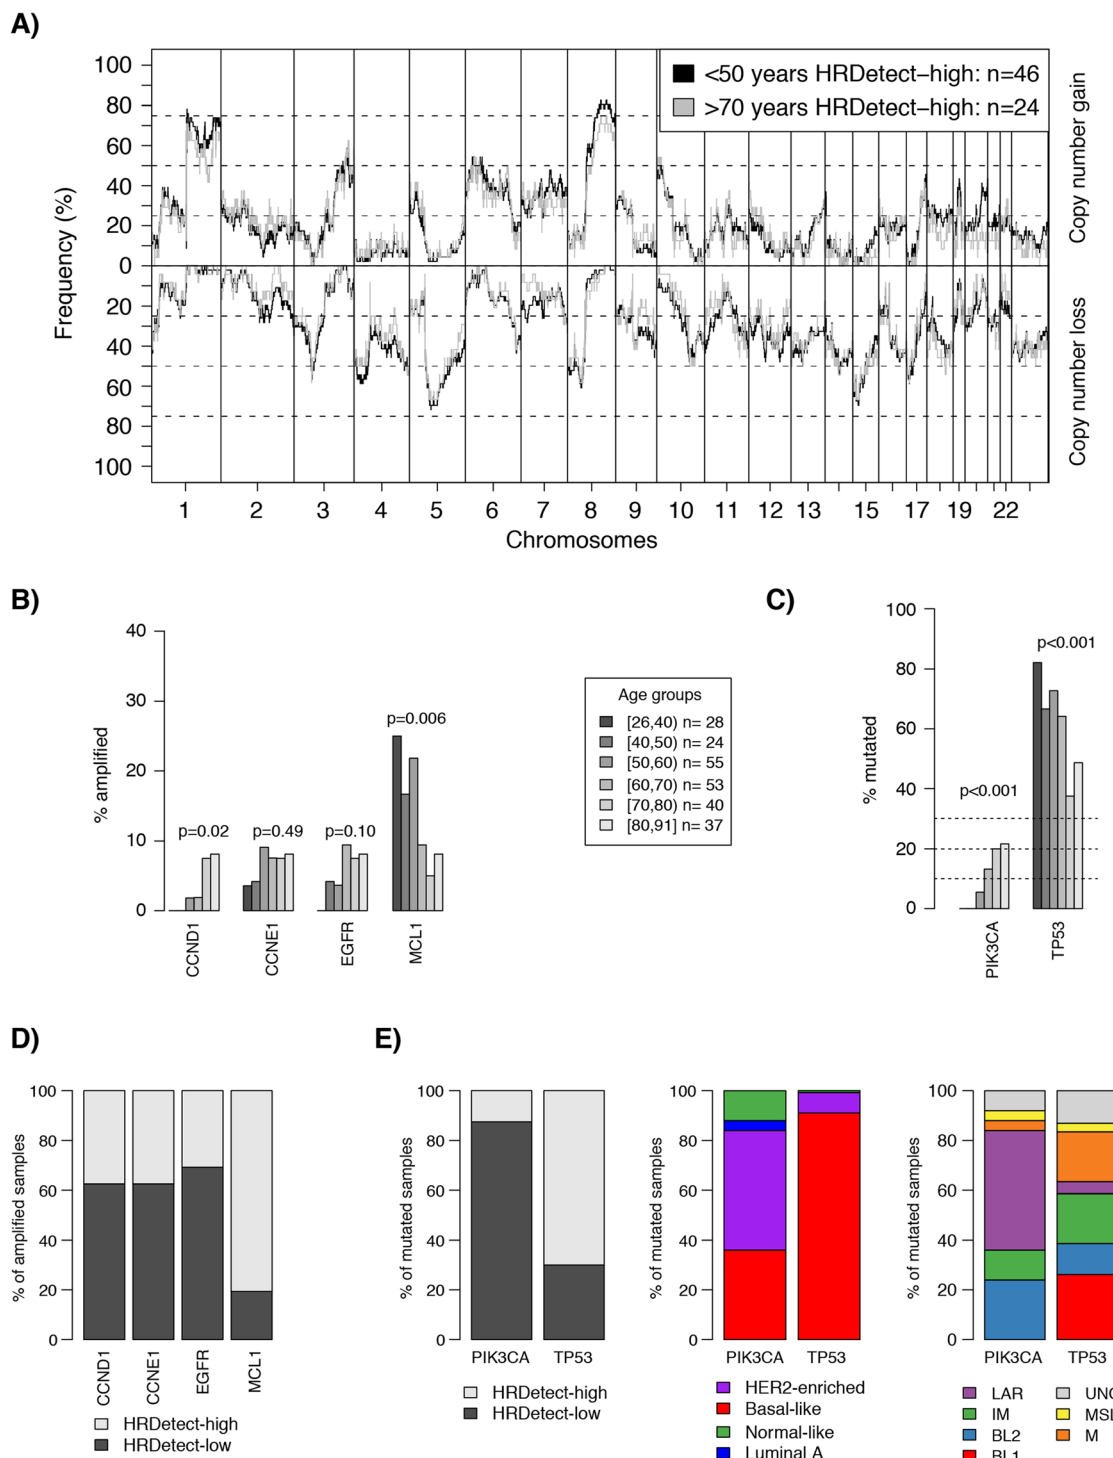 A)
<50 years HRDetect–high: n=46
>70 years HRDetect–high: n=24
100
80
60
40
20
0
20
40
60
80
100
Frequency (%)
Copy number gain
Copy number loss
1 2 3 4 5 6 7 8 9 10 11 12 13 15 17 19 22
Chromosomes
B)
40
30
20
10
0
% amplified
p=0.02 p=0.49 p=0.10 p=0.006
CCND1 CCNE1 EGFR MCL1
Age groups
[26,40) n= 28
[40,50) n= 24
[50,60) n= 55
[60,70) n= 53
[70,80) n= 40
[80,91] n= 37
C)
100
80
60
40
20
0
% mutated
p<0.001
p<0.001
PIK3CA TP53
D)
100
80
60
40
20
0
% of amplified samples
CCND1 CCNE1 EGFR MCL1
HRDetect-high
HRDetect-low
E)
100
80
60
40
20
0
% of mutated samples
PIK3CA TP53
HRDetect-high
HRDetect-low
100
80
60
40
20
0
% of mutated samples
PIK3CA TP53
HER2-enriched
Basal-like
Normal-like
Luminal A
100
80
60
40
20
0
% of mutated samples
PIK3CA TP53
LAR
IM
BL2
BL1
MSL
M